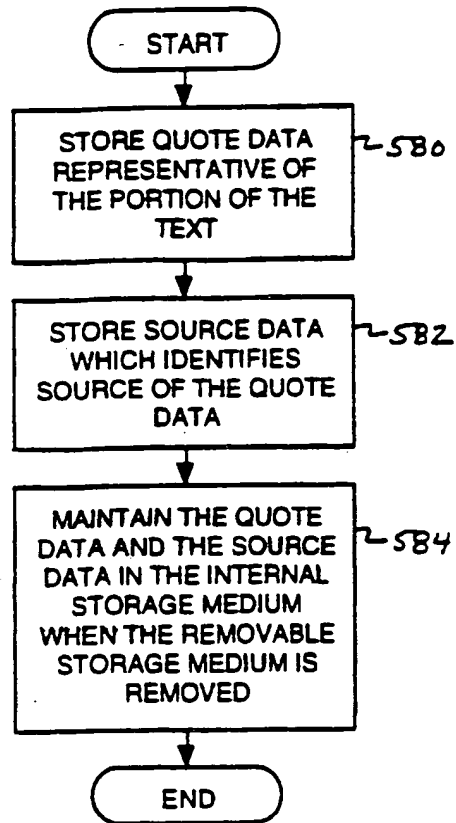 START
STORE QUOTE DATA
REPRESENTATIVE OF
THE PORTION OF THE
TEXT
580
STORE SOURCE DATA
WHICH IDENTIFIES
SOURCE OF THE QUOTE
DATA
582
MAINTAIN THE QUOTE
DATA AND THE SOURCE
DATA IN THE INTERNAL
STORAGE MEDIUM
WHEN THE REMOVABLE
STORAGE MEDIUM IS
REMOVED
584
END